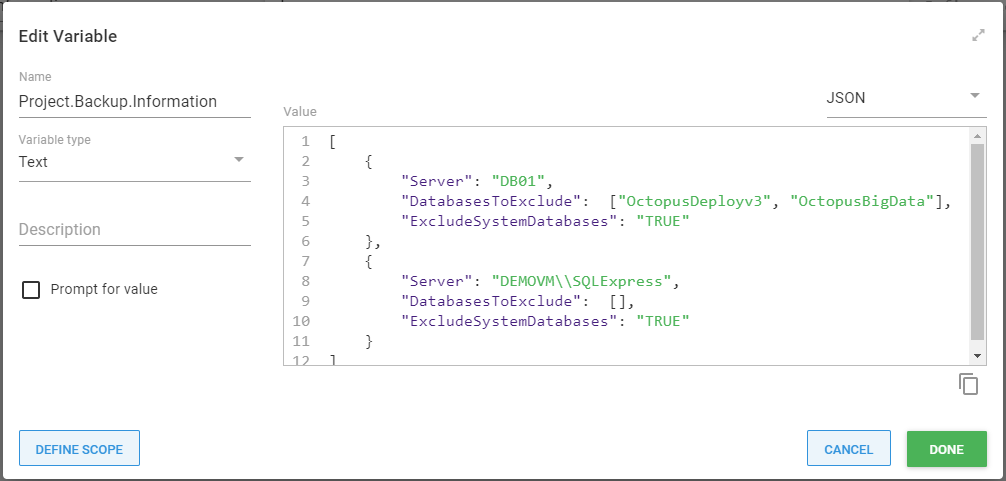 Edit Variable
Name
Project.Backup.Information
Variable type
Text
Description
Prompt for value
Value
JSON
1 [
2 {
3 "Server": "DB01",
4 "DatabasesToExclude":  ["OctopusDeployv3", "OctopusBigData"],
5 "ExcludeSystemDatabases": "TRUE"
6 },
7 {
8 "Server": "DEMOVM\\SQLExpress",
9 "DatabasesToExclude":  [],
10 "ExcludeSystemDatabases": "TRUE"
11 }
12 ]
DEFINE SCOPE
CANCEL
DONE